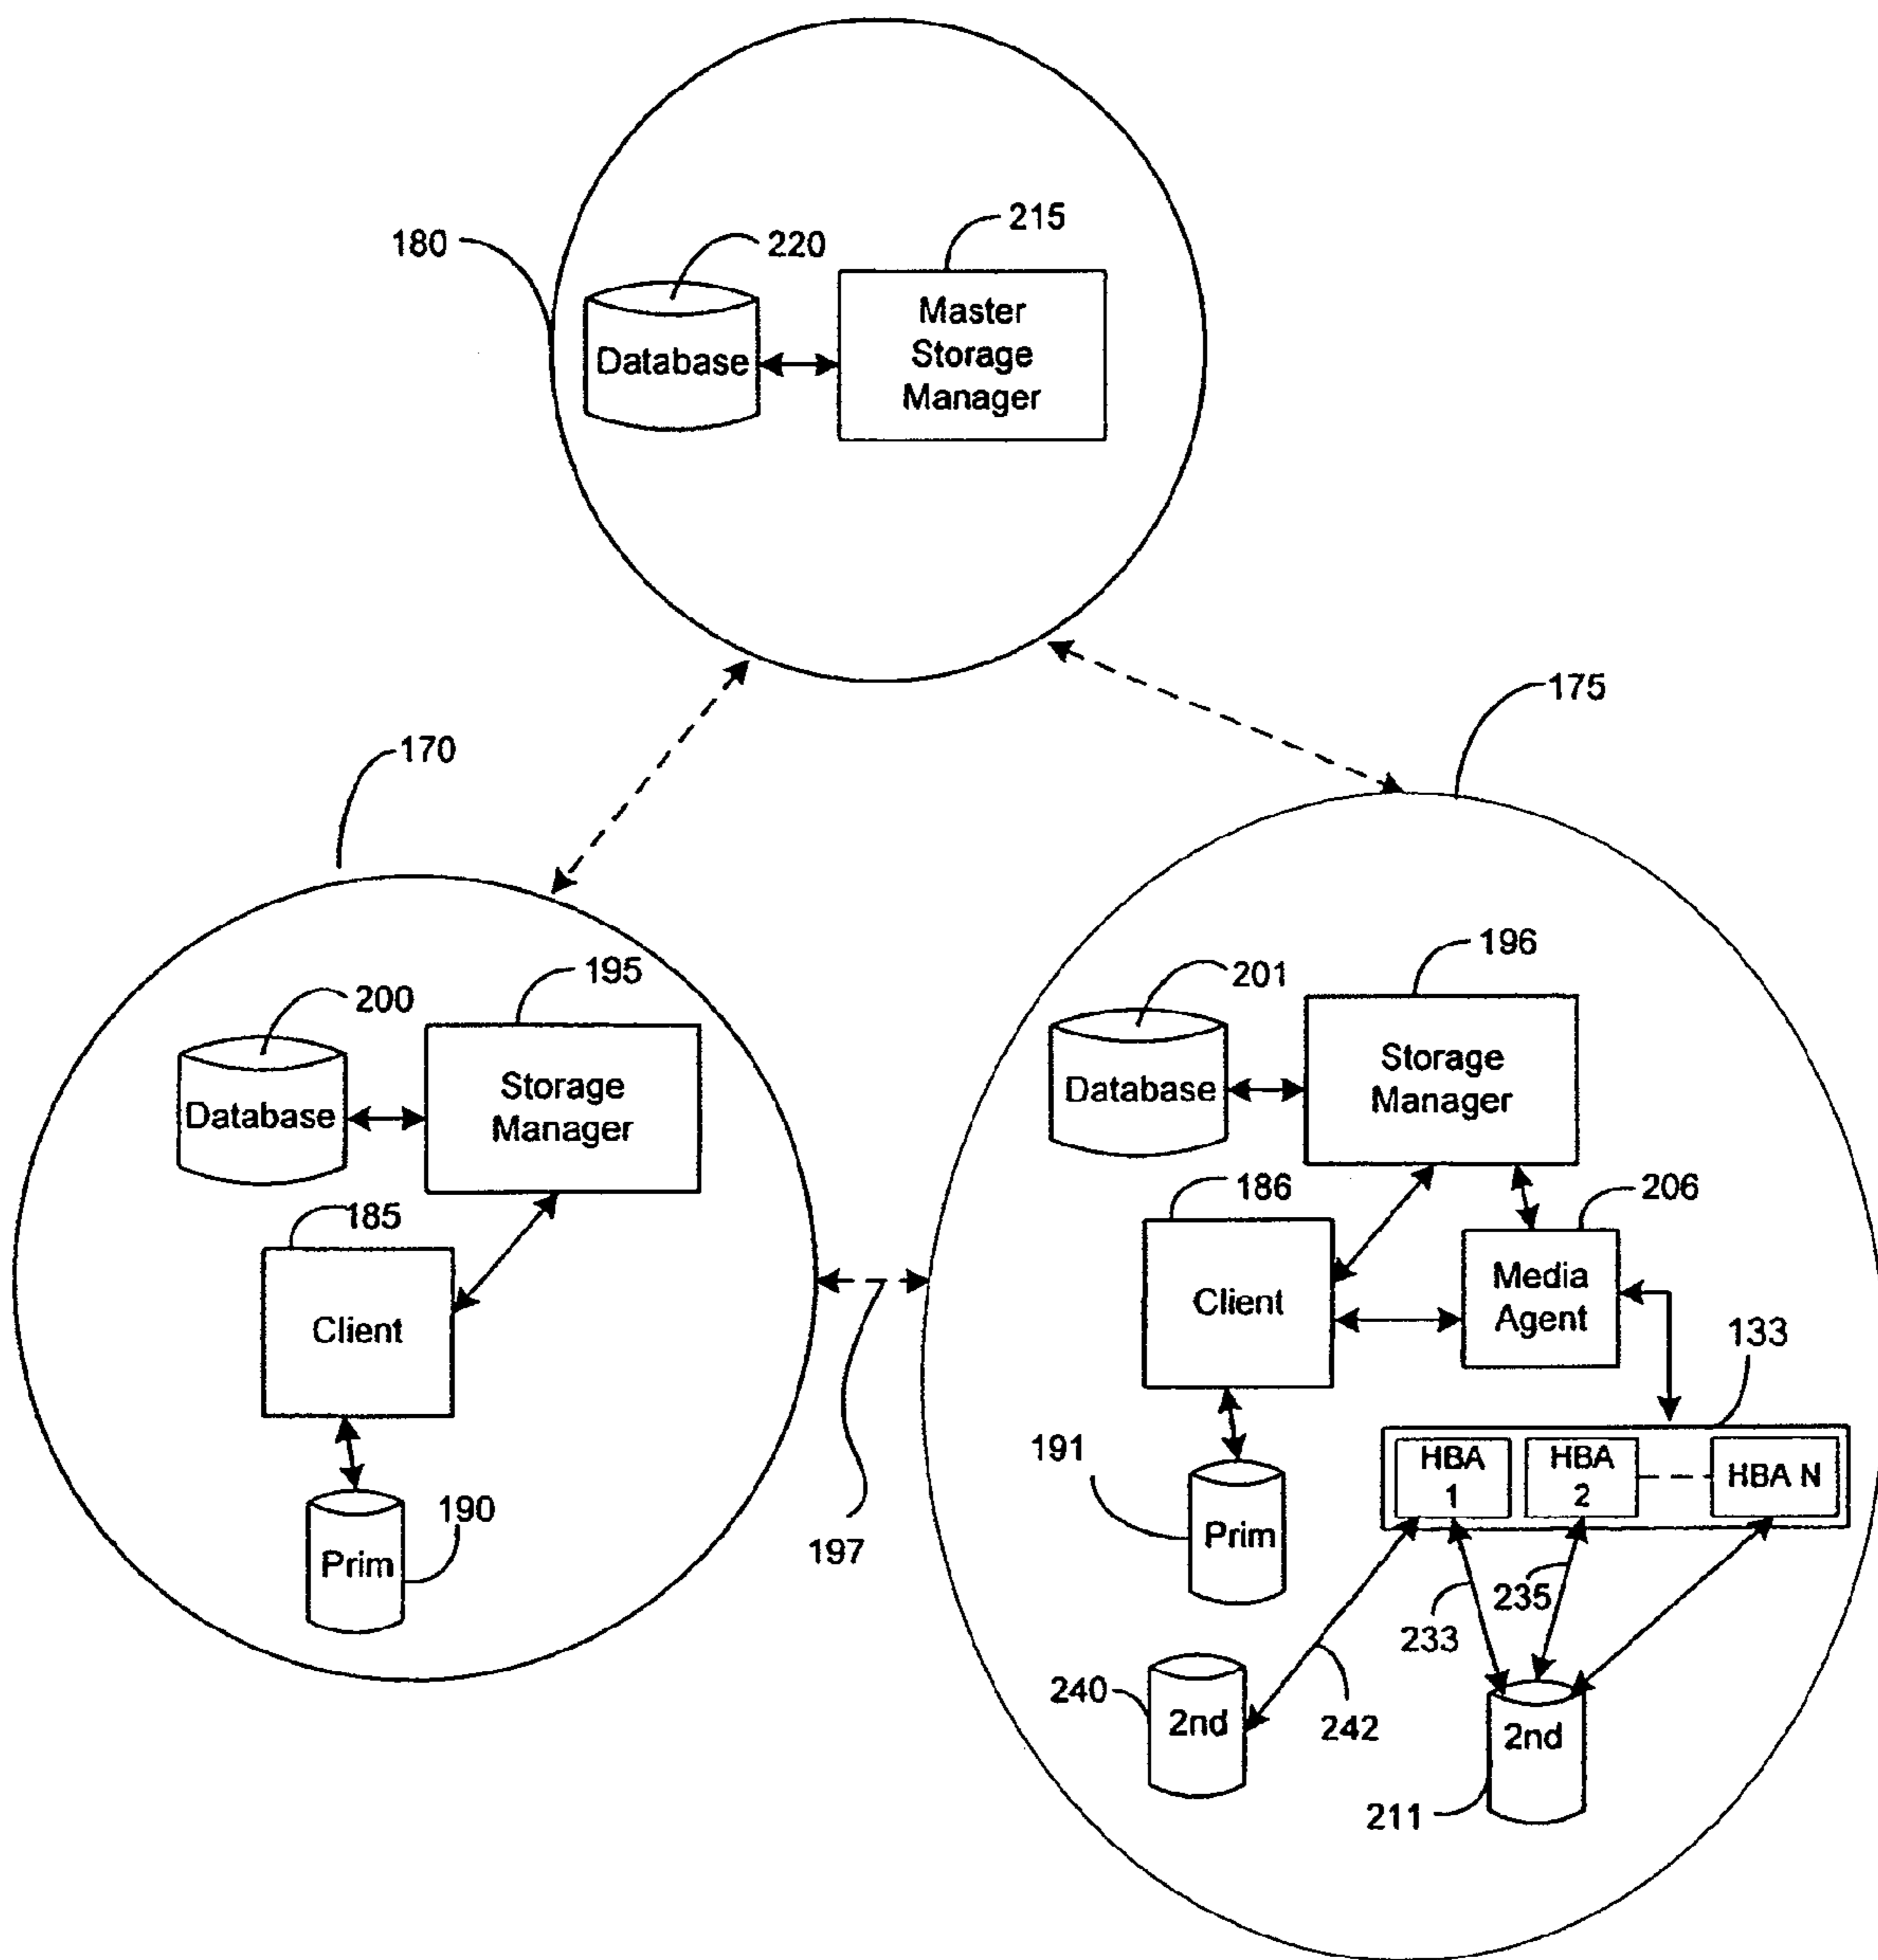 215
180
220
Master
Storage
Manager
Database
175
170
196
195
201
200
Storage
Manager
Database
Storage
Manager
Database
186
206
185
Media
Agent
Client
Client
133
191
HBA
1
HBA
2
HBA N
190
Prim
Prim
197
235
233
240
2nd
242
2nd
211